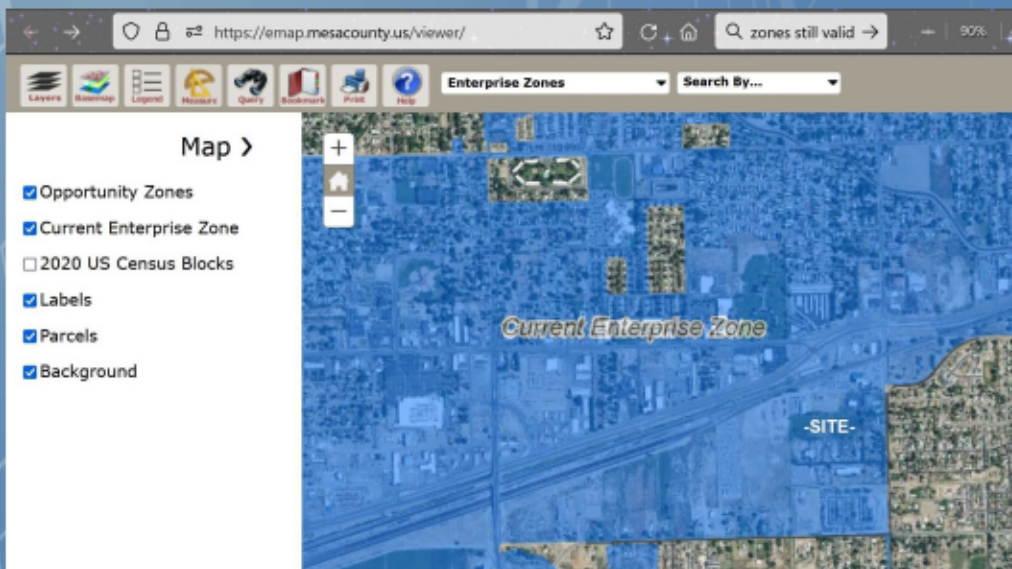 https://emap.mesacounty.us/viewer/
zones still valid
90%
Layers
Basemap
Legend
Measure
Query
Bookmark
Print
Help
Enterprise Zones
Search By...
Map
Opportunity Zones
Current Enterprise Zone
2020 US Census Blocks
Labels
Parcels
Background
Current Enterprise Zone
-SITE-